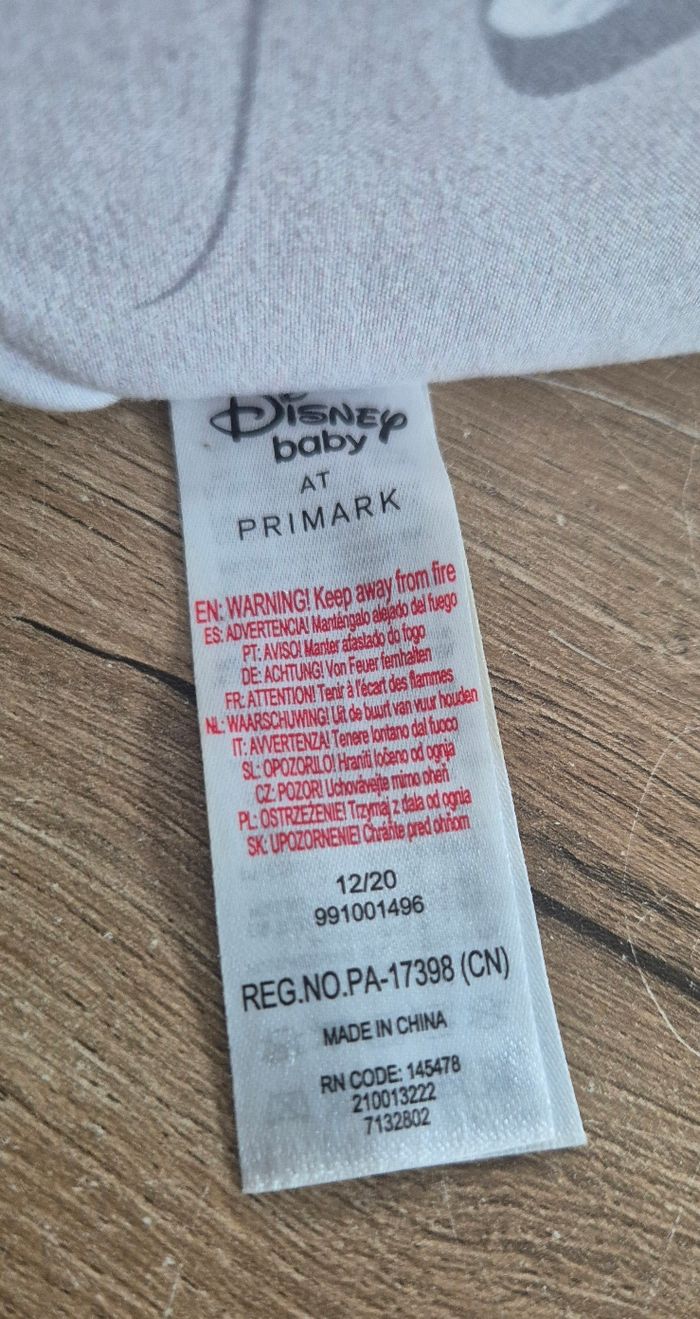 Disney
baby
AT
PRIMARK
EN: WARNING! Keep away from fire
ES: ADVERTENCIA! Manténgalo alejado del fuego
PT: AVISO! Manter afastado do fogo
DE: ACHTUNG! Von Feuer fernhalten
FR: ATTENTION! Tenir à l'écart des flammes
NL: WAARSCHUWING! Uit de buurt van vuur houden
IT: AVVERTENZA! Tenere lontano dal fuoco
SL: OPOZORILO! Hraniti ločeno od ognja
CZ: POZOR! Uchovávejte mimo oheň
PL: OSTRZEŻENIE! Trzymaj z dala od ognia
SK: UPOZORNENIE! Chráňte pred ohňom
12/20
991001496
REG.NO.PA-17398 (CN)
MADE IN CHINA
RN CODE: 145478
210013222
7132802